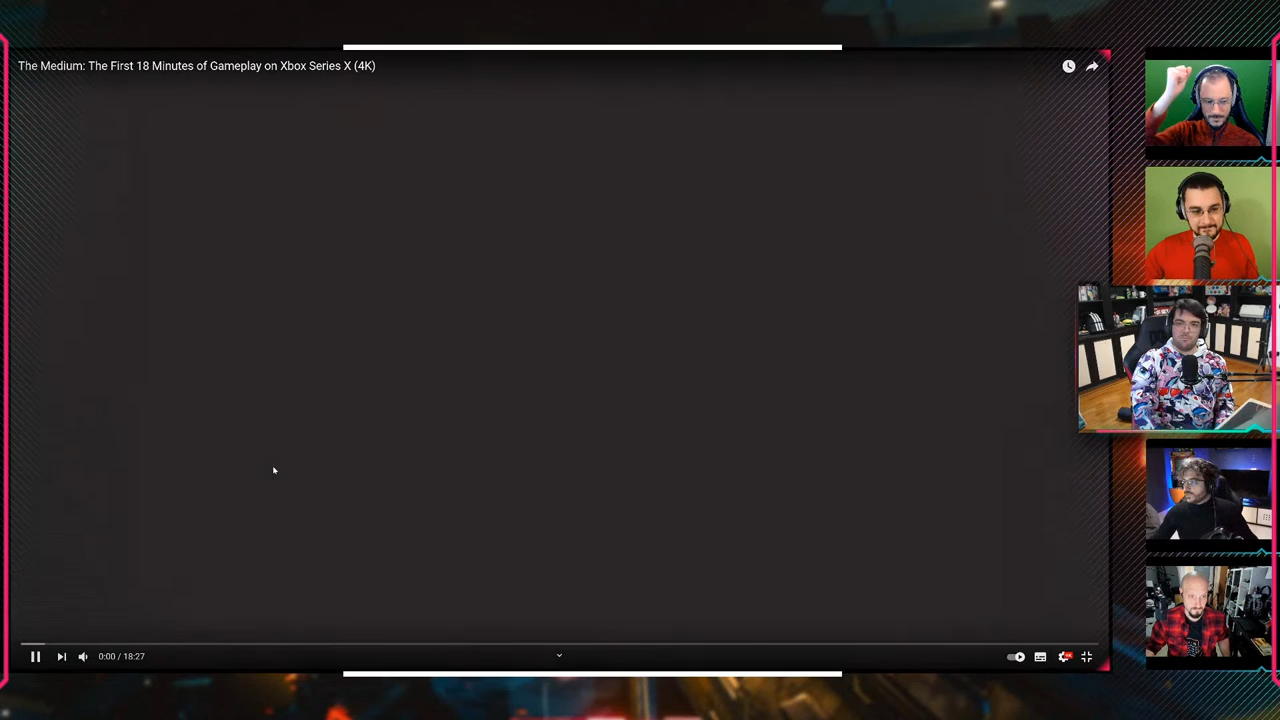 The Medium: The First 18 Minutes of Gameplay on Xbox Series X (4K)
0:00 / 18:27